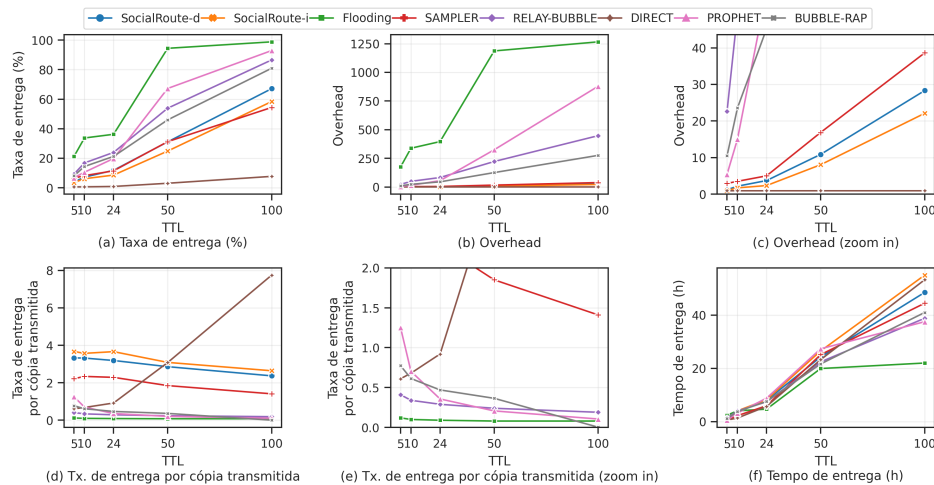 SocialRoute-d SocialRoute-i Flooding SAMPLER RELAY-BUBBLE DIRECT PROPHET BUBBLE-RAP
Taxa de entrega (%)
100
80
60
40
20
0
5 10 24 50 100
TTL
(a) Taxa de entrega (%)
Overhead
1250
1000
750
500
250
0
5 10 24 50 100
TTL
(b) Overhead
Overhead
40
30
20
10
0
5 10 24 50 100
TTL
(c) Overhead (zoom in)
Taxa de entrega
por cópia transmitida
8
6
4
2
0
5 10 24 50 100
TTL
(d) Tx. de entrega por cópia transmitida
Taxa de entrega
por cópia transmitida
2.0
1.5
1.0
0.5
0.0
5 10 24 50 100
TTL
(e) Tx. de entrega por cópia transmitida (zoom in)
Tempo de entrega (h)
40
20
0
5 10 24 50 100
TTL
(f) Tempo de entrega (h)